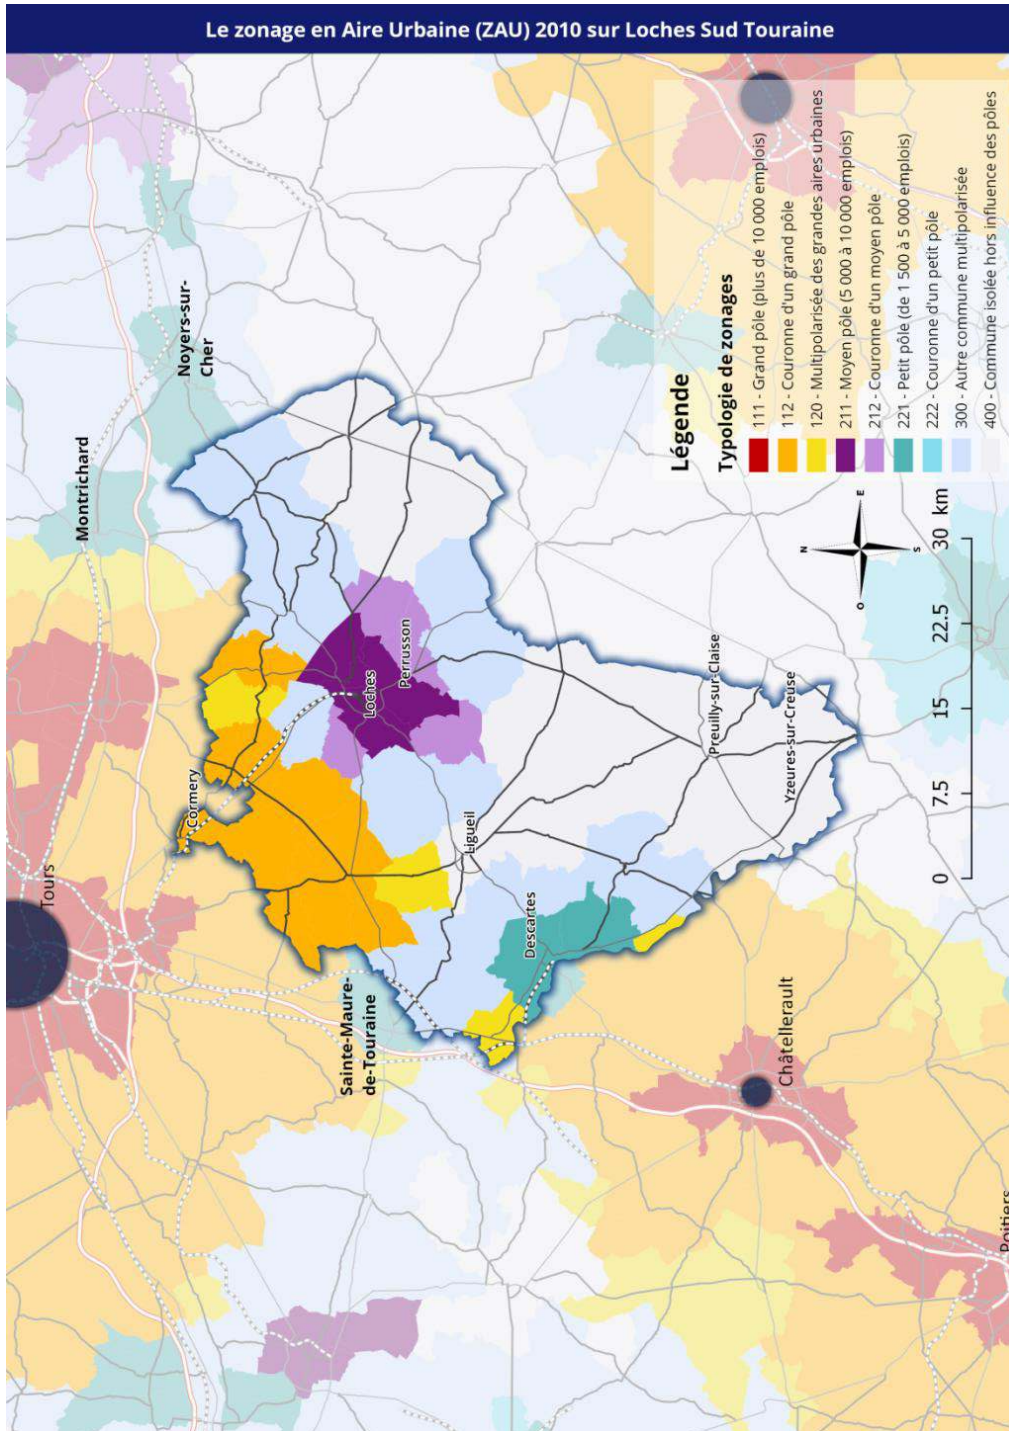 Le zonage en Aire Urbaine (ZAU) 2010 sur Loches Sud Touraine
Tours
Montrichard
Noyers-sur-
Cher
Cormery
Loches
Perrusson
Sainte-Maure-
de-Touraine
Ligueil
Descartes
Preuilly-sur-Claise
Yzeures-sur-Creuse
Châtellerault
Poitiers
Légende
Typologie de zonages
111 - Grand pôle (plus de 10 000 emplois)
112 - Couronne d'un grand pôle
120 - Multipolarisée des grandes aires urbaines
211 - Moyen pôle (5 000 à 10 000 emplois)
212 - Couronne d'un moyen pôle
221 - Petit pôle (de 1 500 à 5 000 emplois)
222 - Couronne d'un petit pôle
300 - Autre commune multipolarisée
400 - Commune isolée hors influence des pôles
N
O
E
S
0 7.5 15 22.5 30 km